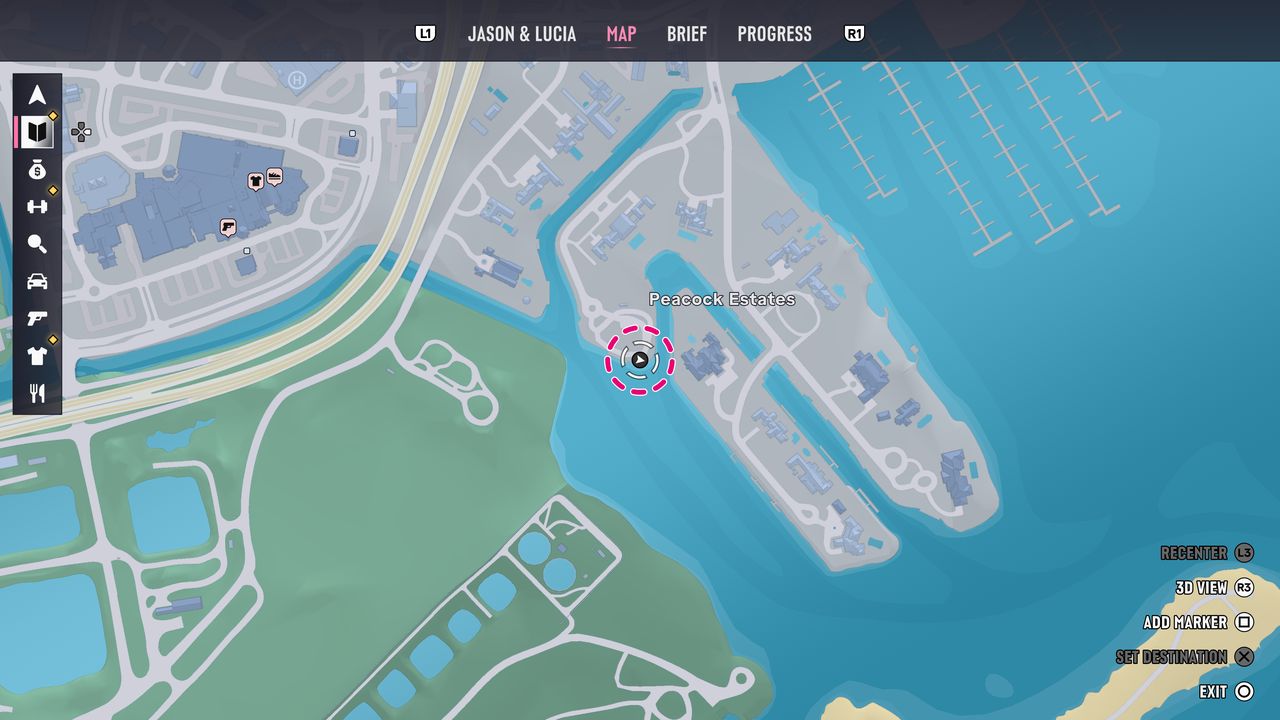 L1 JASON & LUCIA MAP BRIEF PROGRESS R1
H
$
Peacock Estates
RECENTER L3
3D VIEW R3
ADD MARKER
SET DESTINATION
EXIT